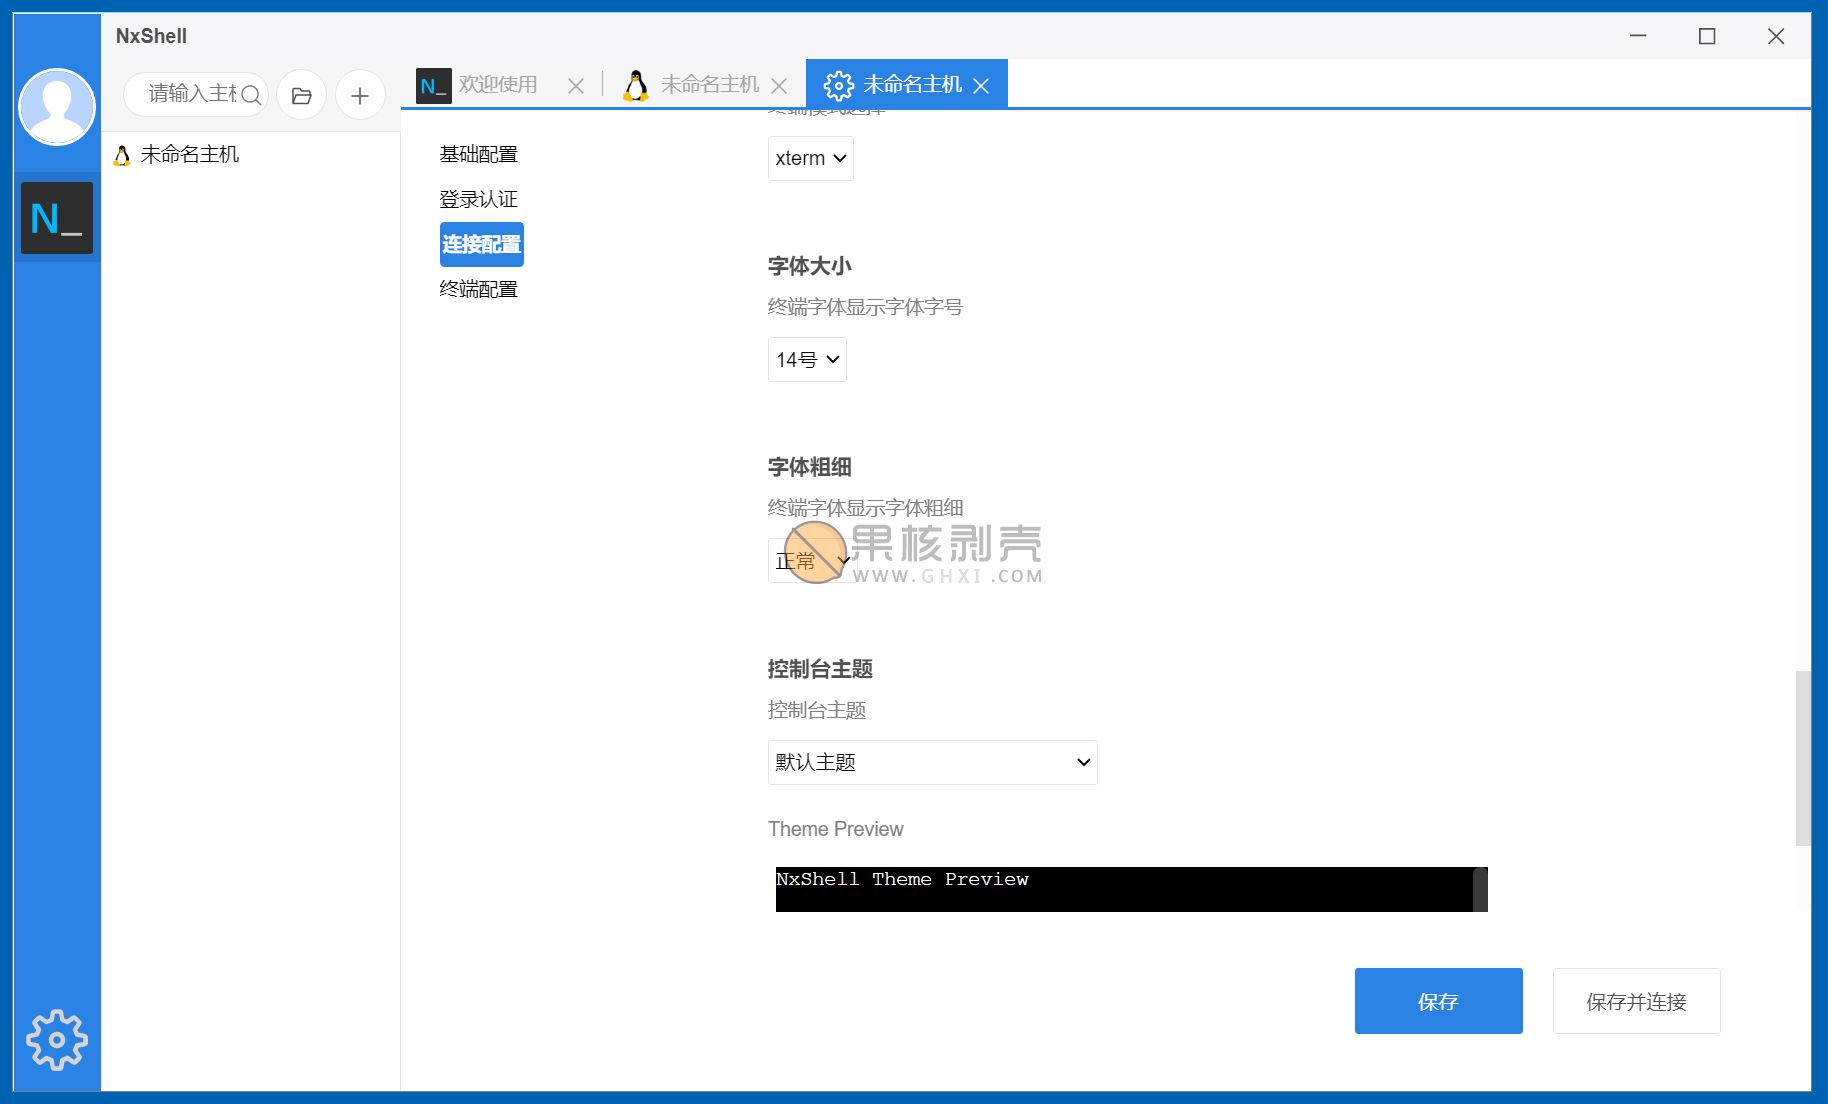 NxShell
请输入主机
N_ 欢迎使用
未命名主机
未命名主机
未命名主机
N_
基础配置
登录认证
连接配置
终端配置
xterm
字体大小
终端字体显示字体字号
14号
字体粗细
终端字体显示字体粗细
正常
果核剥壳
WWW.GHXI.COM
控制台主题
控制台主题
默认主题
Theme Preview
NxShell Theme Preview
保存
保存并连接